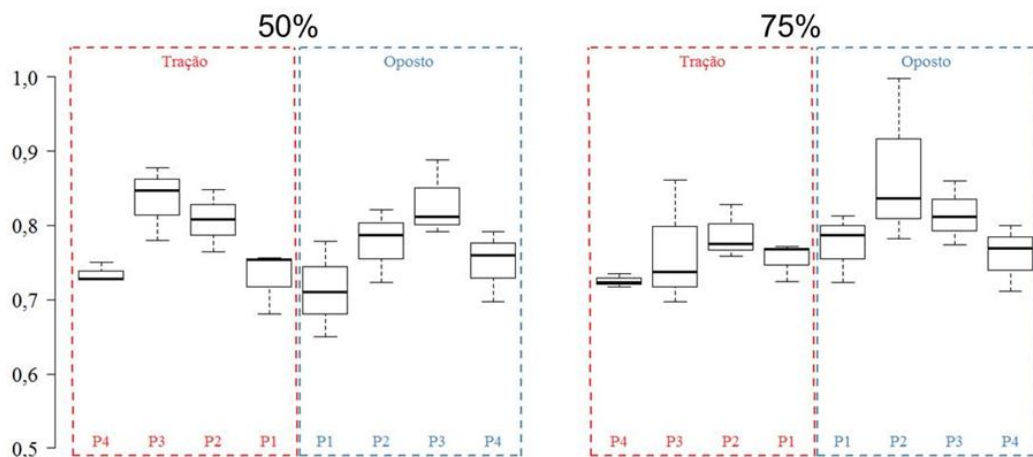 50%
75%
Tração
Oposto
Tração
Oposto
1,0
0,9
0,8
0,7
0,6
0,5
P4 P3 P2 P1 P1 P2 P3 P4
P4 P3 P2 P1 P1 P2 P3 P4